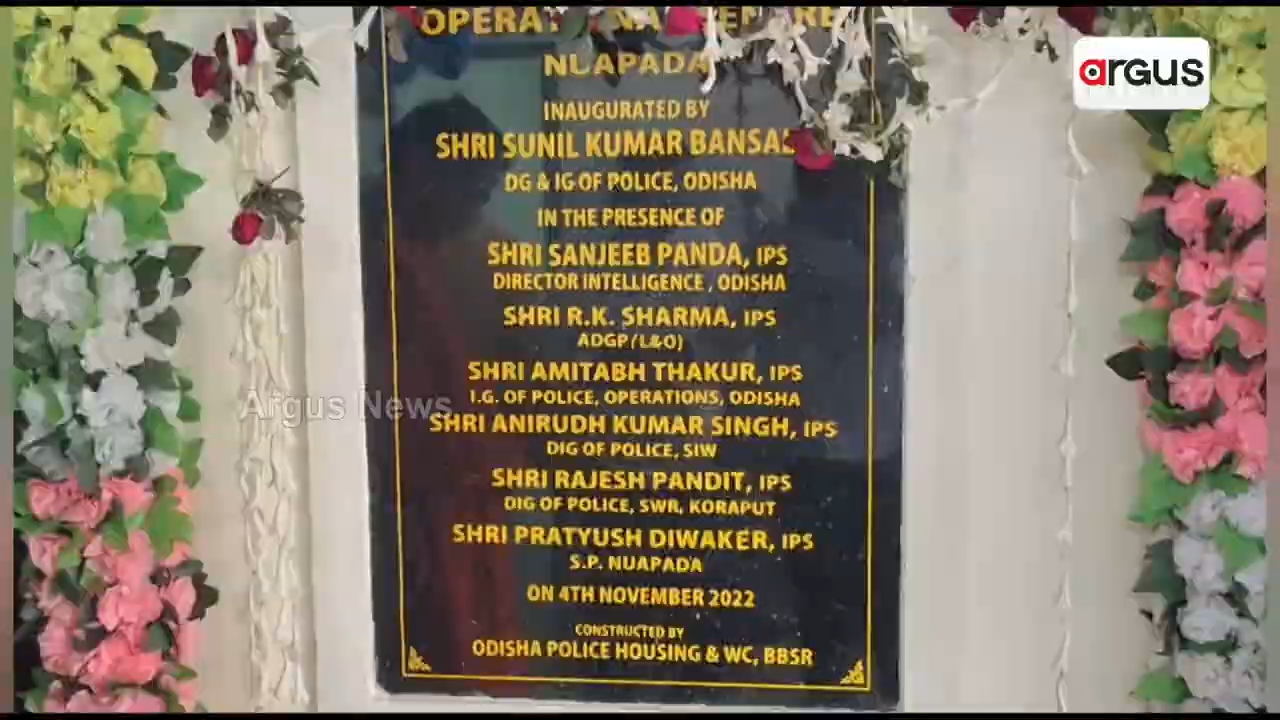 NUAPADA
INAUGURATED BY
SHRI SUNIL KUMAR BANSAL
DG & IG OF POLICE, ODISHA
IN THE PRESENCE OF
SHRI SANJEEB PANDA, IPS
DIRECTOR INTELLIGENCE , ODISHA
SHRI R.K. SHARMA, IPS
ADGP (L&O)
SHRI AMITABH THAKUR, IPS
I.G. OF POLICE, OPERATIONS, ODISHA
SHRI ANIRUDH KUMAR SINGH, IPS
DIG OF POLICE, SIW
SHRI RAJESH PANDIT, IPS
DIG OF POLICE, SWR, KORAPUT
SHRI PRATYUSH DIWAKER, IPS
S.P. NUAPADA
ON 4TH NOVEMBER 2022
CONSTRUCTED BY
ODISHA POLICE HOUSING & WC, BBSR
argus
Argus News